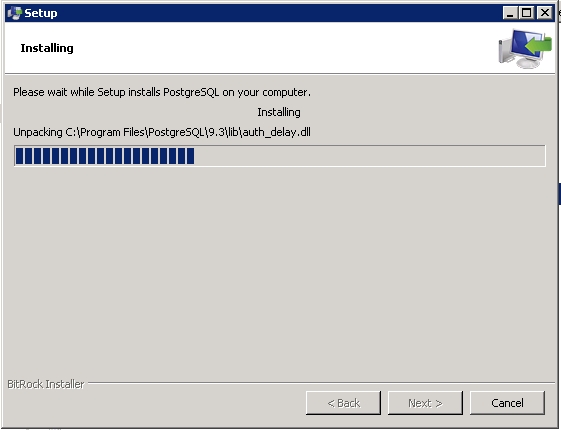 Setup
Installing
Please wait while Setup installs PostgreSQL on your computer.
Installing
Unpacking C:\Program Files\PostgreSQL\9.3\lib\auth_delay.dll
BitRock Installer
< Back
Next >
Cancel